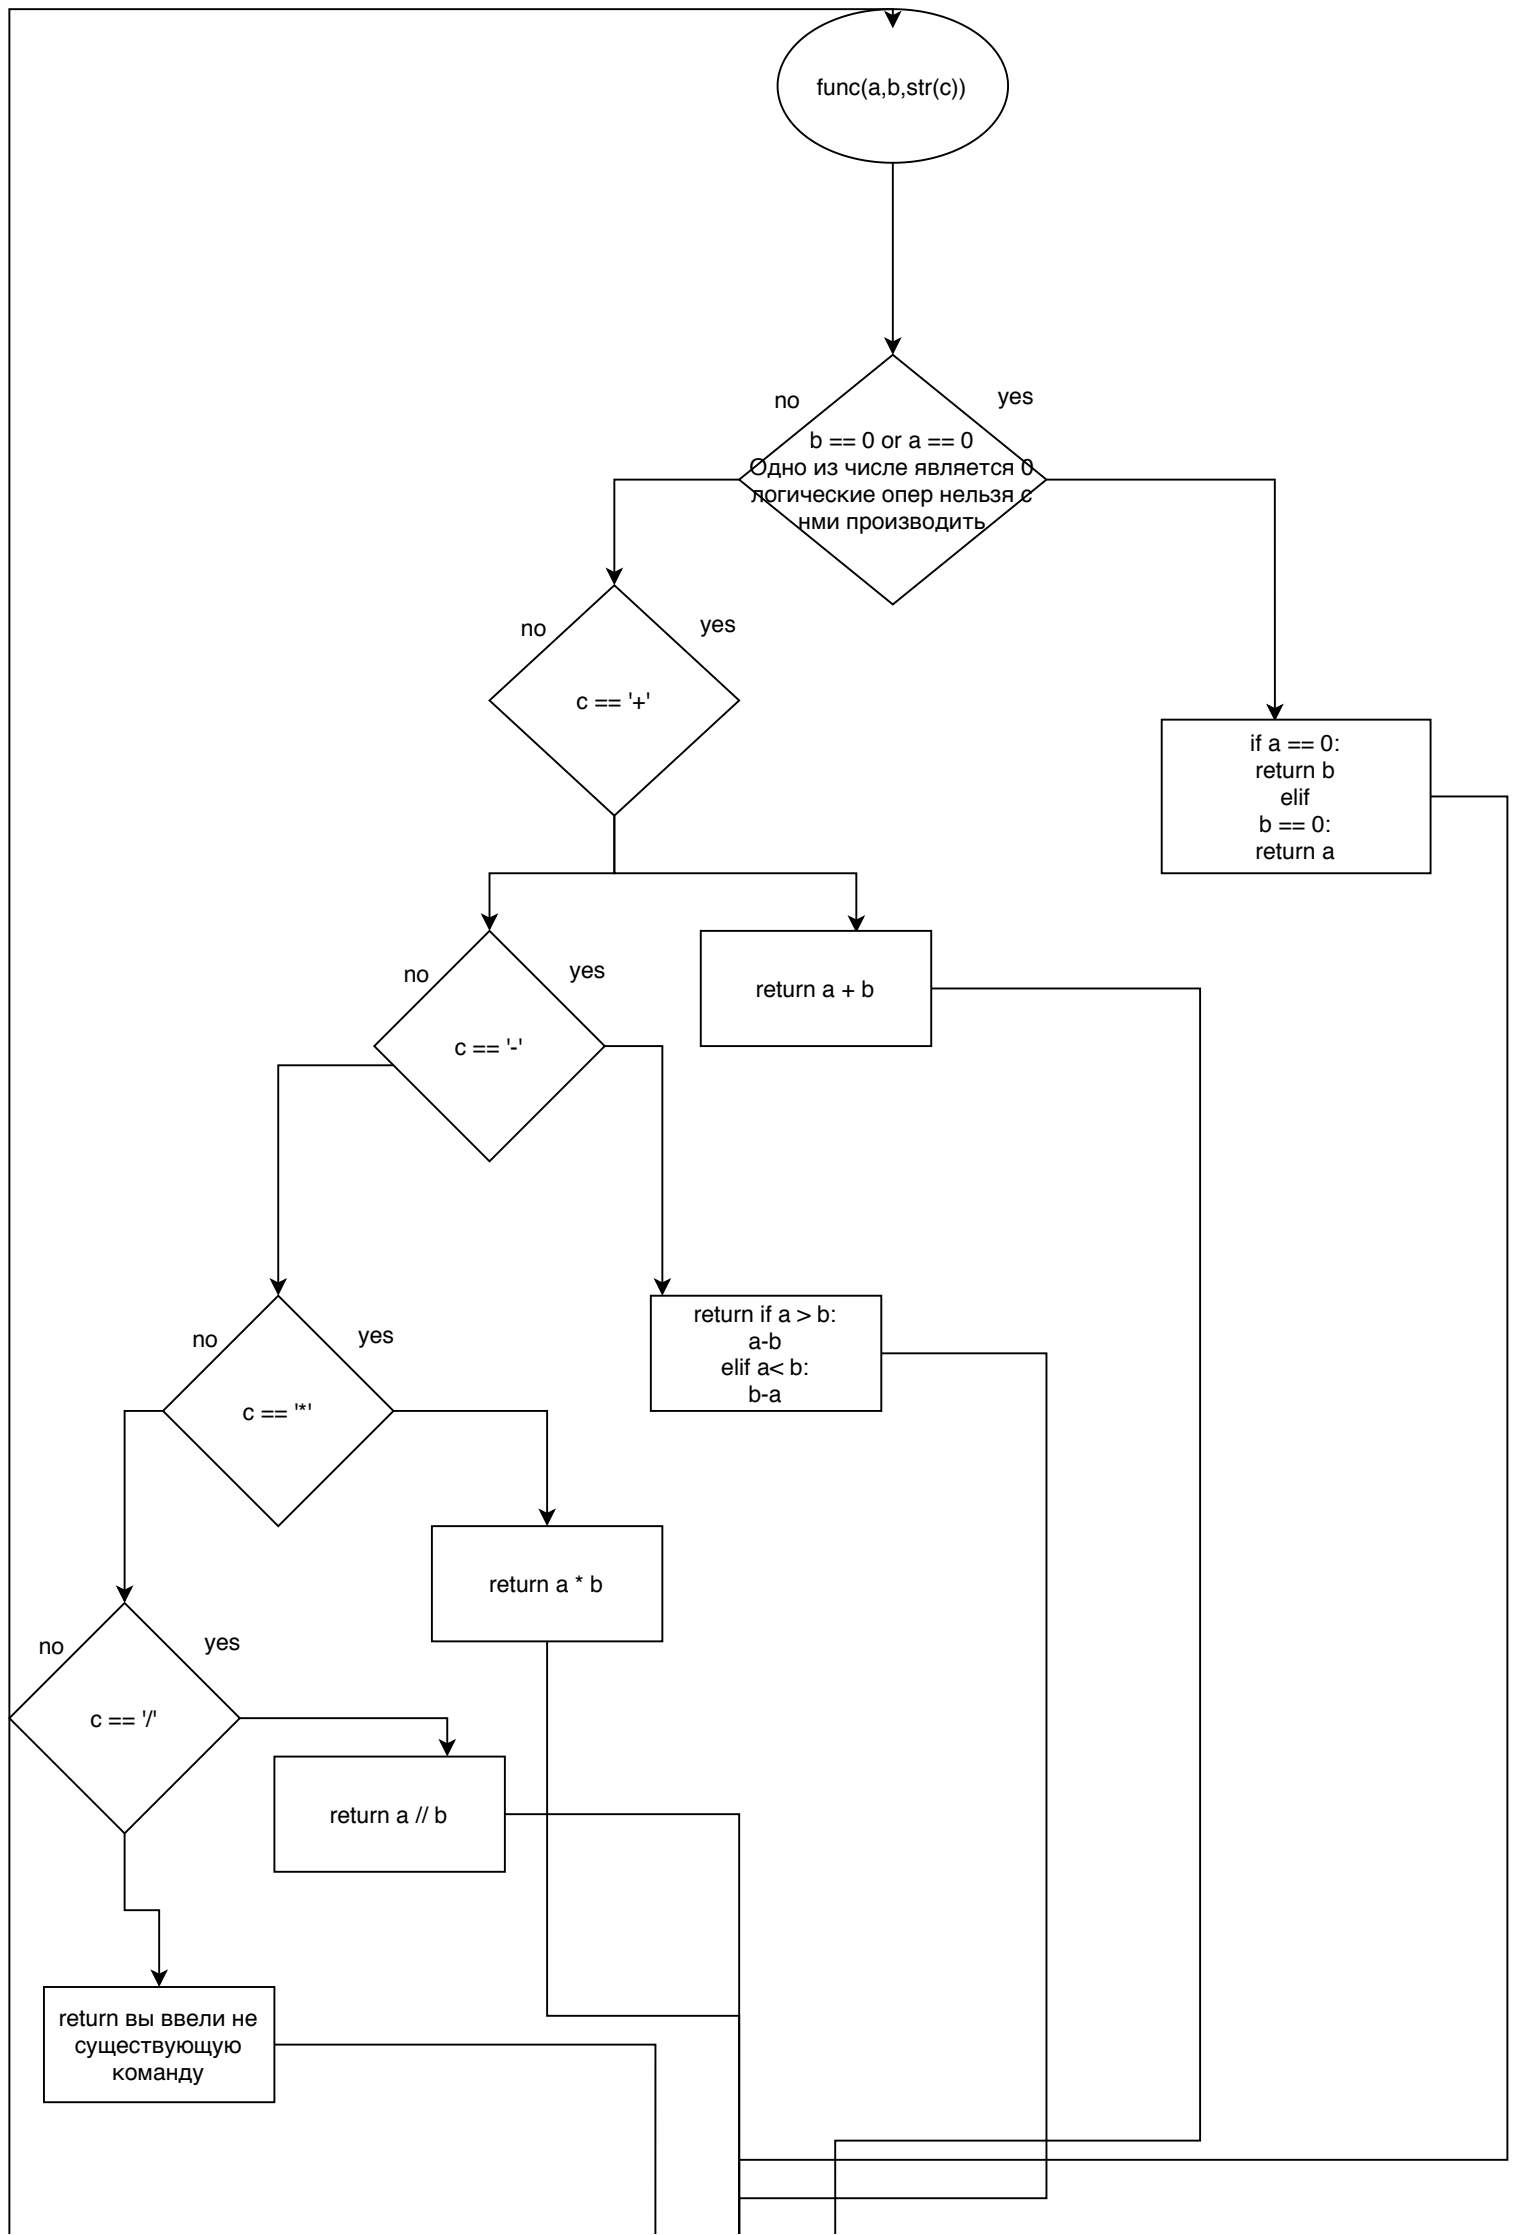 func(a,b,str(c))
no
yes
b == 0 or a == 0
Одно из числе является 0
логические опер нельзя с
нми производить
no
yes
c == '+'
if a == 0:
return b
elif
b == 0:
return a
no
yes
c == '-'
return a + b
no
yes
c == '*'
return if a > b:
a-b
elif a< b:
b-a
return a * b
no
yes
c == '/'
return a // b
return вы ввели не
существующую
команду